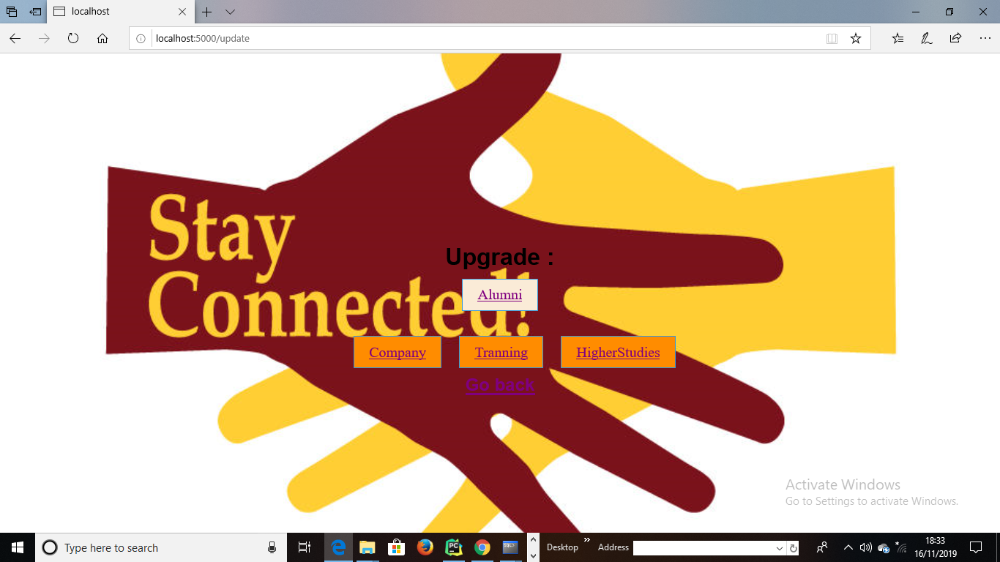 localhost
localhost:5000/update
Stay
Connected!
Upgrade :
Alumni
Company Tranning HigherStudies
Go back
Activate Windows
Go to Settings to activate Windows.
Type here to search
Desktop
Address
18:33
16/11/2019